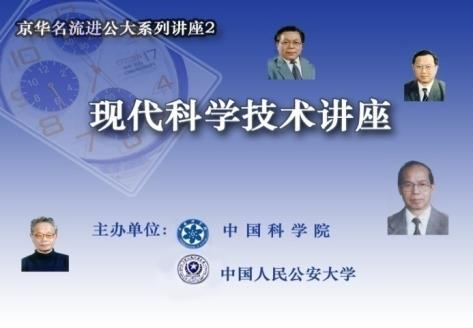 京华名流进公大系列讲座2
现代科学技术讲座
主办单位:
中国科学院
中国人民公安大学